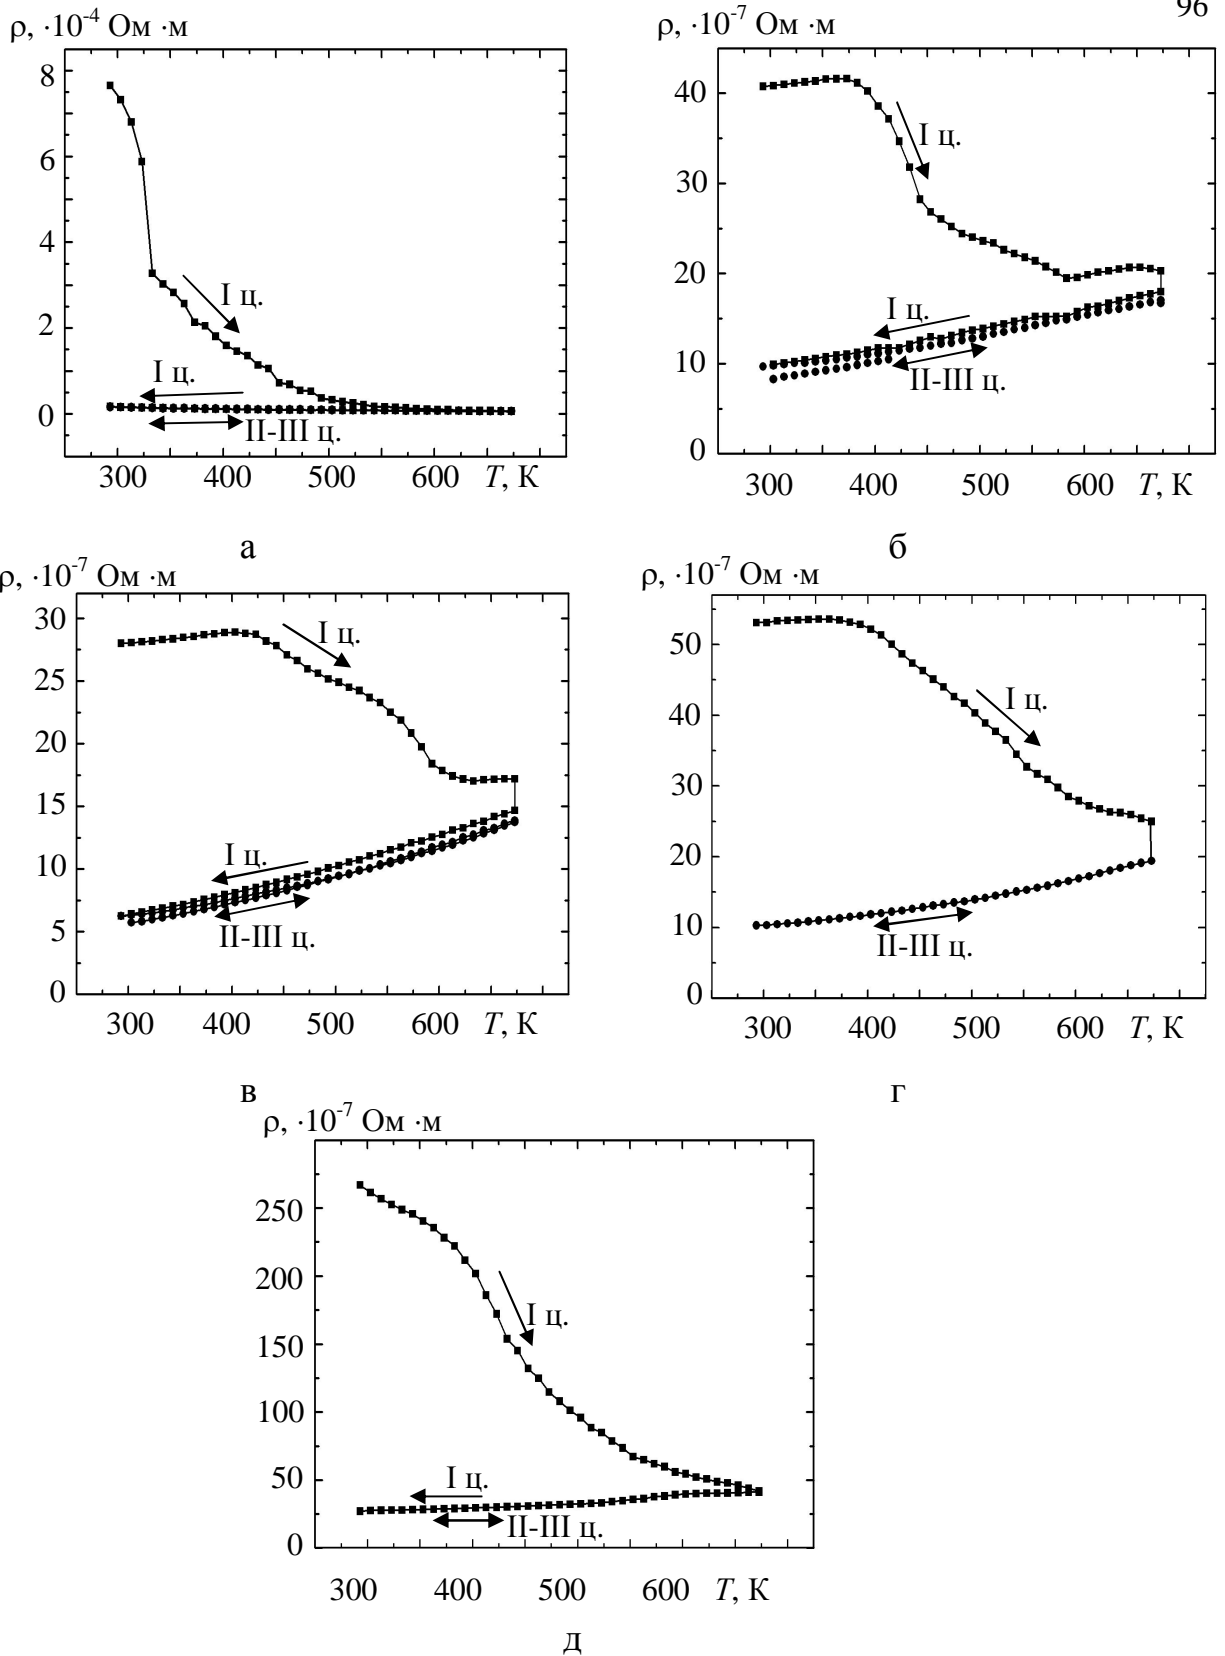 96
ρ, ·10⁻⁴ Ом ·м
8
6
4
2
0
I ц.
I ц.
II-III ц.
300 400 500 600 T, К
а
ρ, ·10⁻⁷ Ом ·м
40
30
20
10
0
I ц.
I ц.
II-III ц.
300 400 500 600 T, К
б
ρ, ·10⁻⁷ Ом ·м
30
25
20
15
10
5
0
I ц.
I ц.
II-III ц.
300 400 500 600 T, К
в
ρ, ·10⁻⁷ Ом ·м
50
40
30
20
10
0
I ц.
II-III ц.
300 400 500 600 T, К
г
ρ, ·10⁻⁷ Ом ·м
250
200
150
100
50
0
I ц.
I ц.
II-III ц.
300 400 500 600 T, К
д